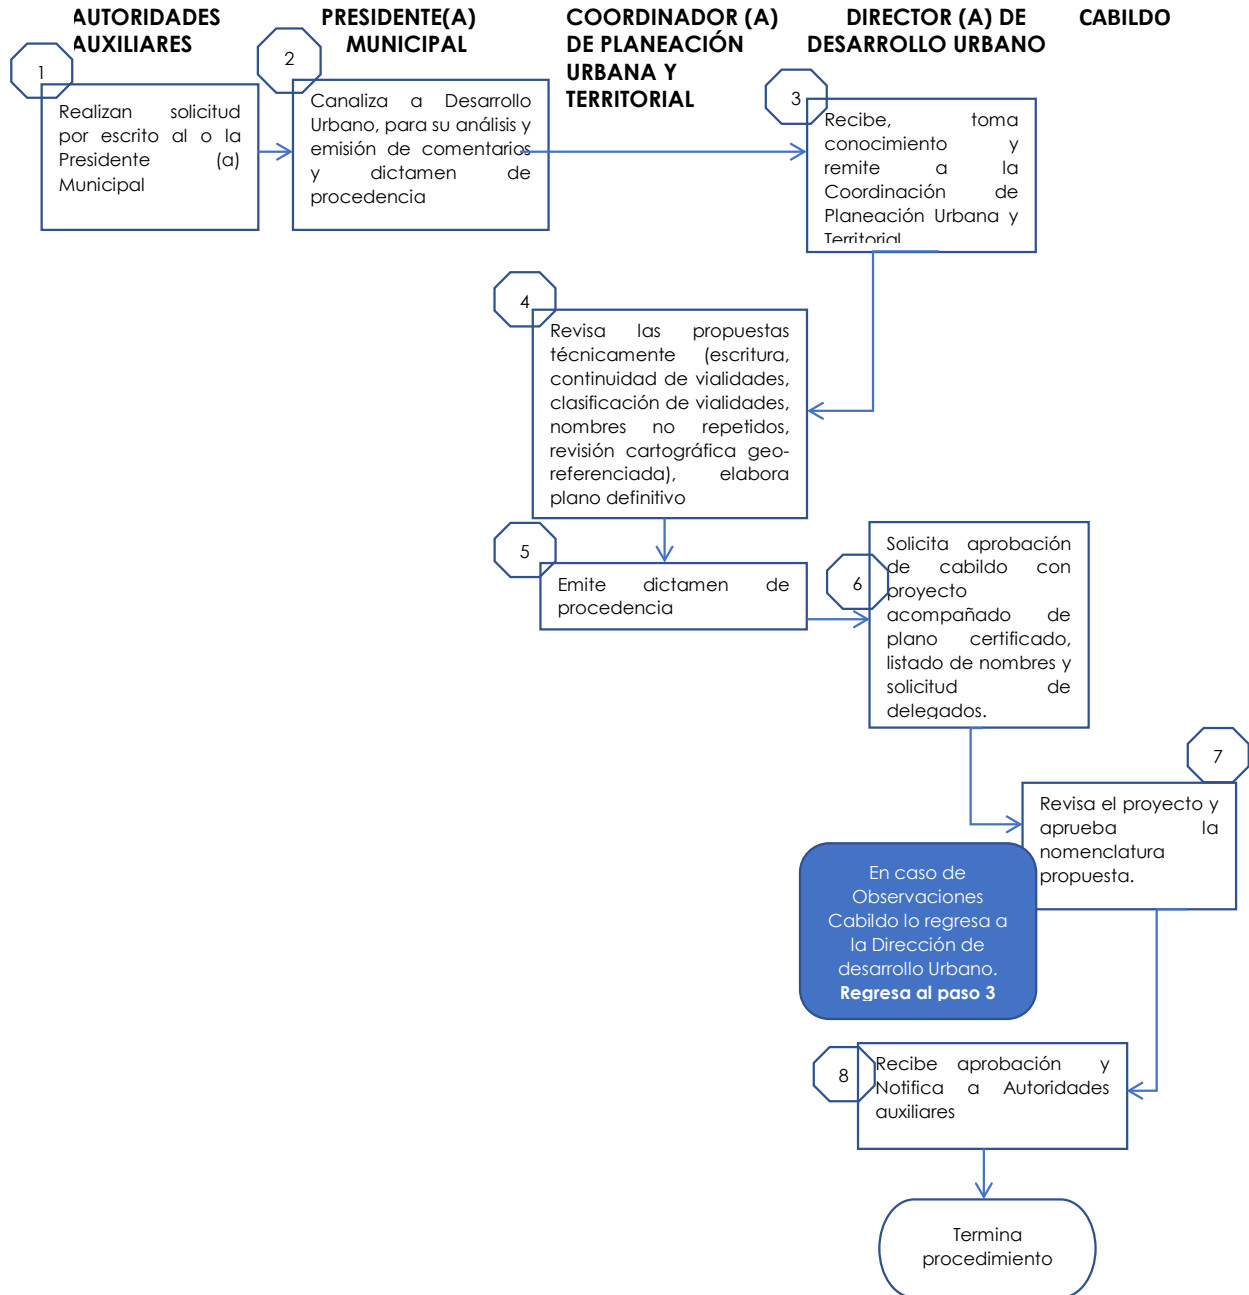 AUTORIDADES
AUXILIARES
PRESIDENTE(A)
MUNICIPAL
COORDINADOR (A)
DE PLANEACIÓN
URBANA Y
TERRITORIAL
DIRECTOR (A) DE
DESARROLLO URBANO
CABILDO
1
Realizan solicitud
por escrito al o la
Presidente (a)
Municipal
2
Canaliza a Desarrollo
Urbano, para su análisis y
emisión de comentarios
y dictamen de
procedencia
3
Recibe, toma
conocimiento y
remite a la
Coordinación de
Planeación Urbana y
Territorial
4
Revisa las propuestas
técnicamente (escritura,
continuidad de vialidades,
clasificación de vialidades,
nombres no repetidos,
revisión cartográfica geo-
referenciada), elabora
plano definitivo
5
Emite dictamen de
procedencia
6
Solicita aprobación
de cabildo con
proyecto
acompañado de
plano certificado,
listado de nombres y
solicitud de
delegados.
7
Revisa el proyecto y
aprueba la
nomenclatura
propuesta.
En caso de
Observaciones
Cabildo lo regresa a
la Dirección de
desarrollo Urbano.
Regresa al paso 3
8
Recibe aprobación y
Notifica a Autoridades
auxiliares
Termina
procedimiento